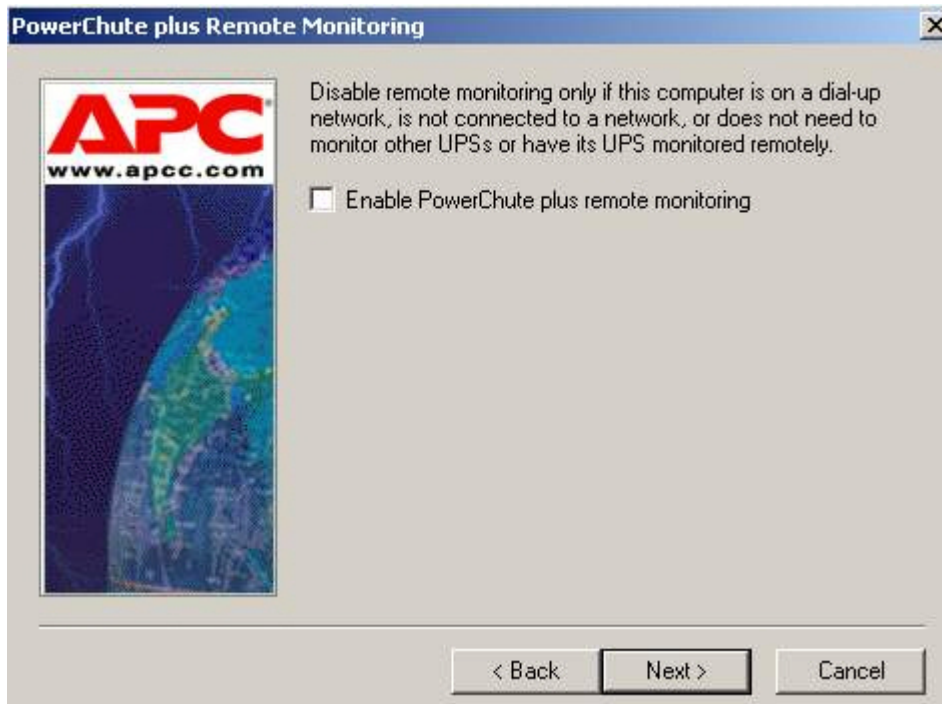 PowerChute plus Remote Monitoring
APC
www.apcc.com
Disable remote monitoring only if this computer is on a dial-up
network, is not connected to a network, or does not need to
monitor other UPSs or have its UPS monitored remotely.
Enable PowerChute plus remote monitoring
< Back
Next >
Cancel